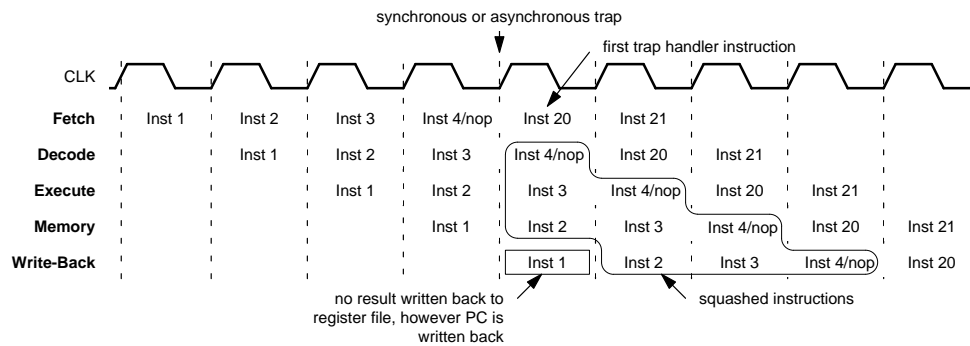 synchronous or asynchronous trap
first trap handler instruction
CLK
Fetch Inst 1 Inst 2 Inst 3 Inst 4/nop Inst 20 Inst 21
Decode Inst 1 Inst 2 Inst 3 Inst 4/nop Inst 20 Inst 21
Execute Inst 1 Inst 2 Inst 3 Inst 4/nop Inst 20 Inst 21
Memory Inst 1 Inst 2 Inst 3 Inst 4/nop Inst 20 Inst 21
Write-Back Inst 1 Inst 2 Inst 3 Inst 4/nop Inst 20
no result written back to
register file, however PC is
written back
squashed instructions